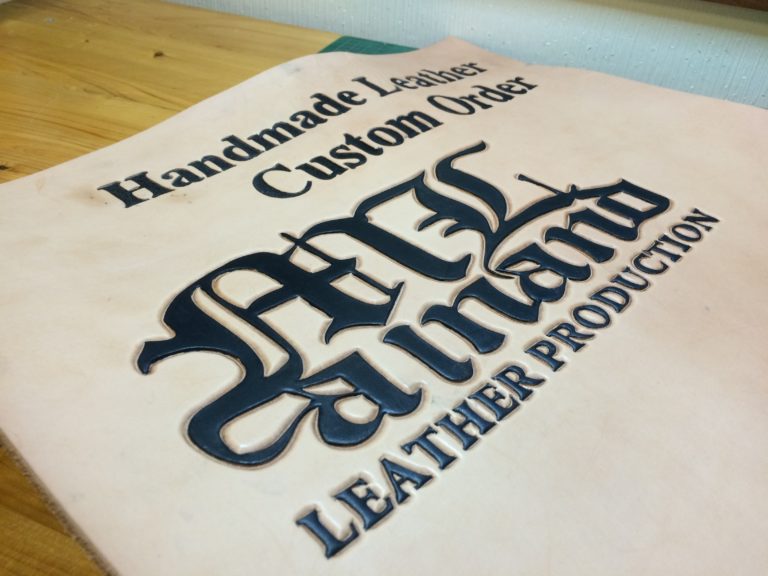 Handmade Leather
Custom Order
LEATHER PRODUCTION